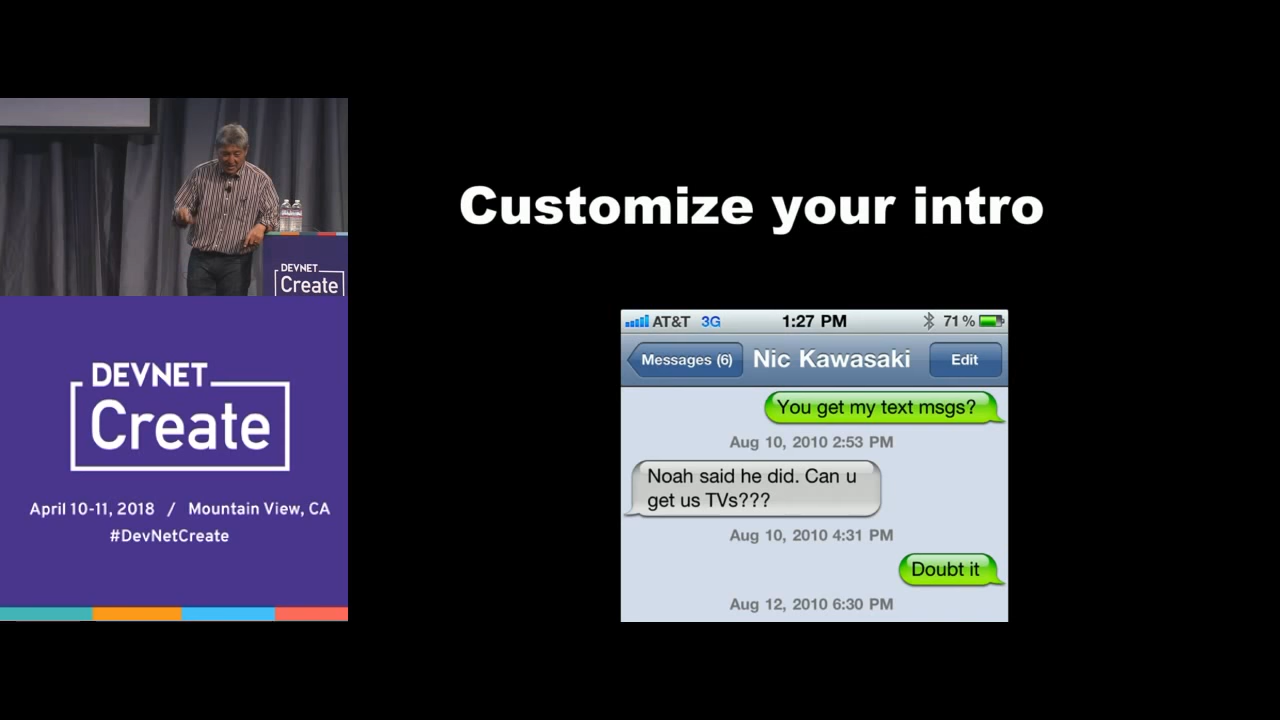 Customize your intro
AT&T 3G 1:27 PM 71%
Messages (6) Nic Kawasaki Edit
You get my text msgs?
Aug 10, 2010 2:53 PM
Noah said he did. Can u
get us TVs???
Aug 10, 2010 4:31 PM
Doubt it
Aug 12, 2010 6:30 PM
DEVNET
Create
DEVNET
Create
April 10-11, 2018 / Mountain View, CA
#DevNetCreate